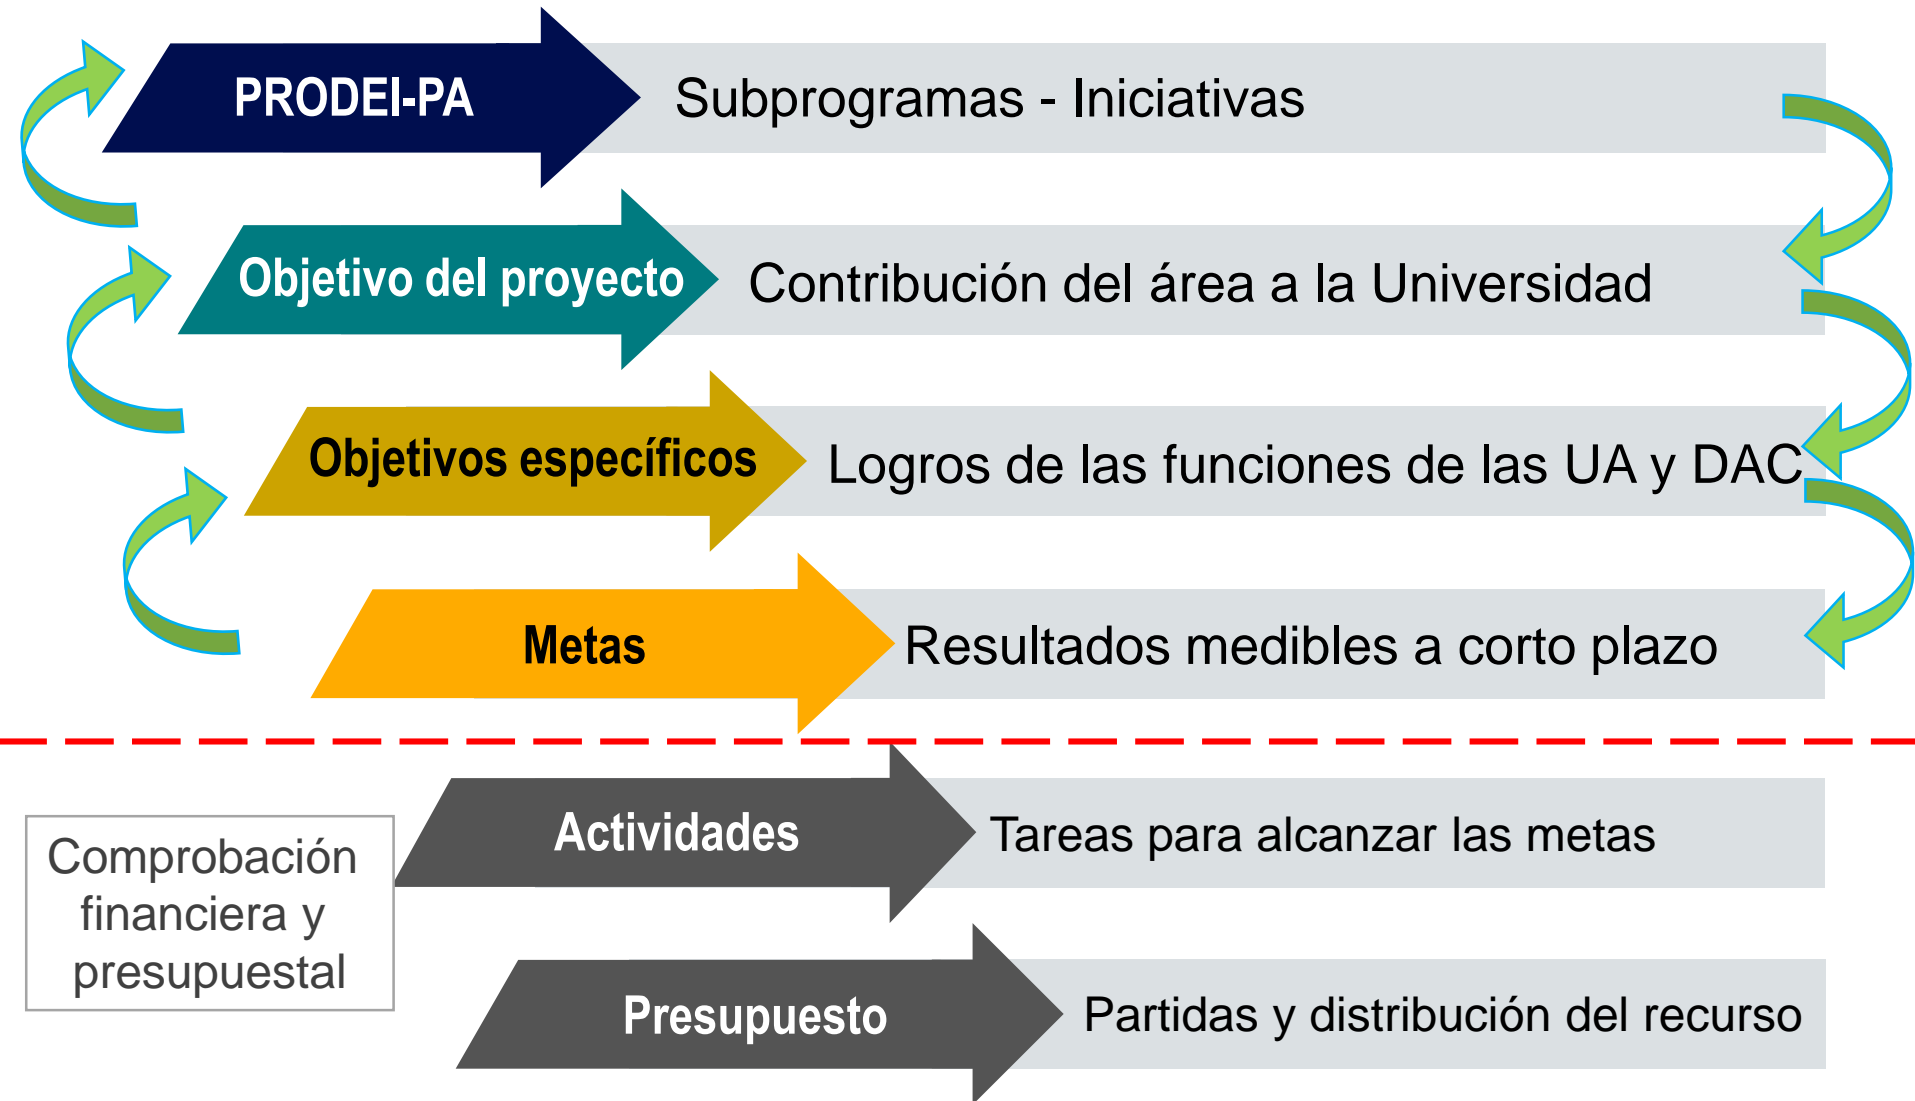 PRODEI-PA
Subprogramas - Iniciativas
Objetivo del proyecto
Contribución del área a la Universidad
Objetivos específicos
Logros de las funciones de las UA y DAC
Metas
Resultados medibles a corto plazo
Actividades
Tareas para alcanzar las metas
Comprobación
financiera y
presupuestal
Presupuesto
Partidas y distribución del recurso